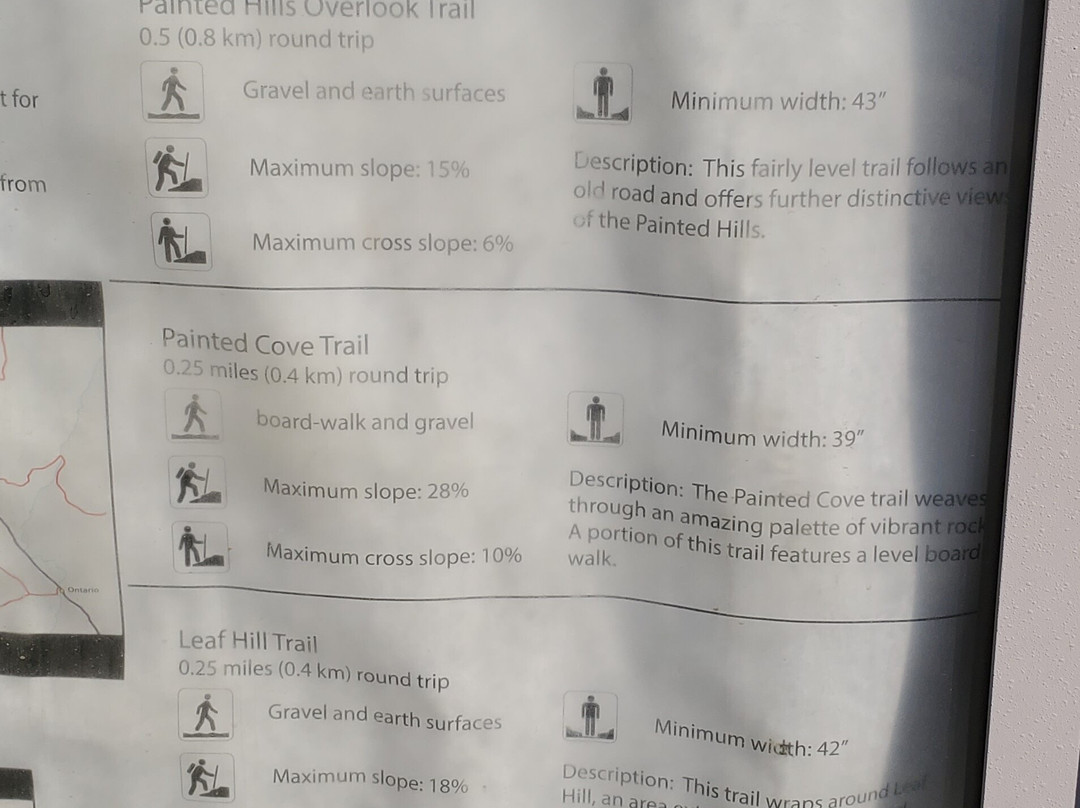 t for
from
Painted Hills Overlook Trail
0.5 (0.8 km) round trip
Gravel and earth surfaces
Maximum slope: 15%
Maximum cross slope: 6%
Minimum width: 43”
Description: This fairly level trail follows an
old road and offers further distinctive views
of the Painted Hills.
Painted Cove Trail
0.25 miles (0.4 km) round trip
board-walk and gravel
Maximum slope: 28%
Maximum cross slope: 10%
Minimum width: 39”
Description: The Painted Cove trail weaves
through an amazing palette of vibrant rock
A portion of this trail features a level board
walk.
Ontario
Leaf Hill Trail
0.25 miles (0.4 km) round trip
Gravel and earth surfaces
Maximum slope: 18%
Minimum width: 42”
Description: This trail wraps around Leaf
Hill, an area